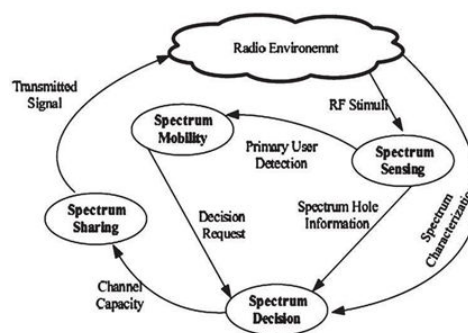 Radio Environemnt
Transmitted
Signal
RF Stimuli
Spectrum
Mobility
Primary User
Detection
Spectrum
Sensing
Spectrum
Sharing
Decision
Request
Spectrum Hole
Information
Spectrum
Characterization
Channel
Capacity
Spectrum
Decision